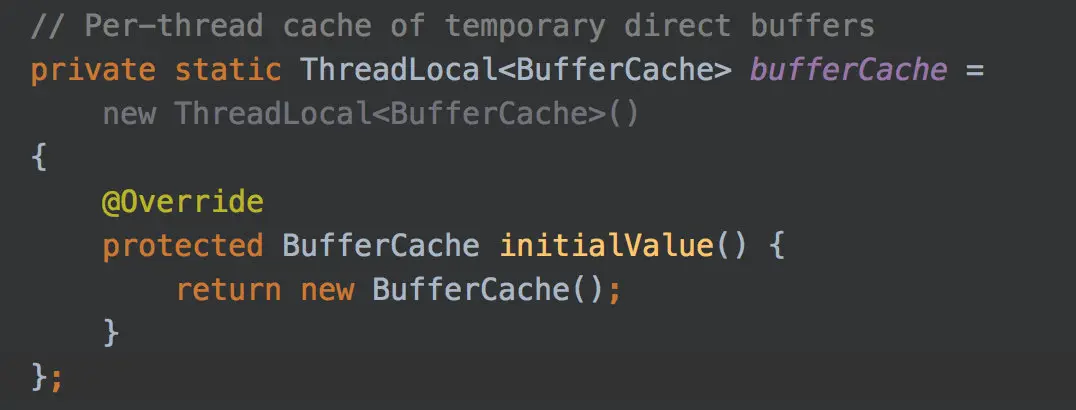 // Per-thread cache of temporary direct buffers
private static ThreadLocal<BufferCache> bufferCache =
    new ThreadLocal<BufferCache>()
{
    @Override
    protected BufferCache initialValue() {
        return new BufferCache();
    }
};